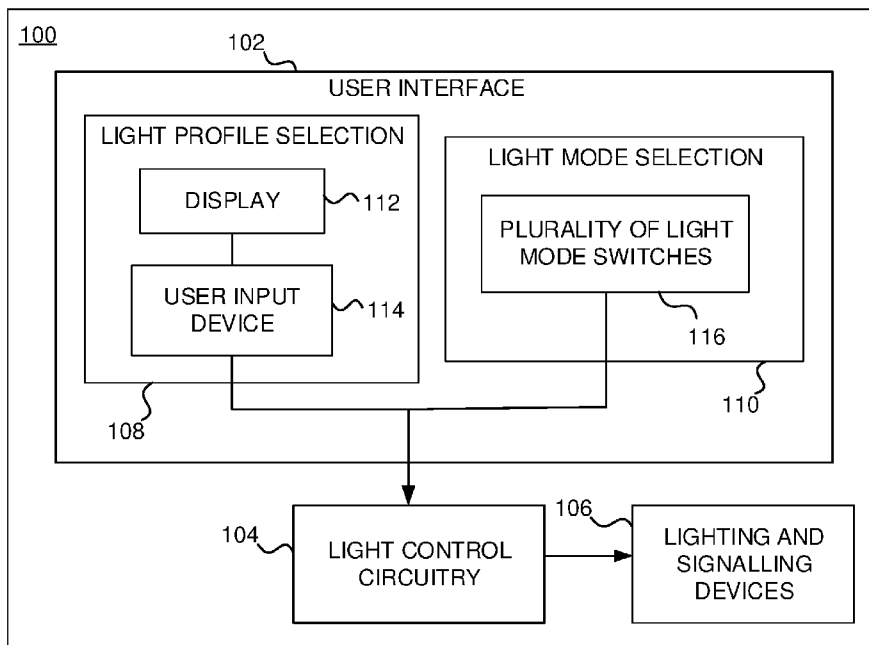 100
102
USER INTERFACE
LIGHT PROFILE SELECTION
DISPLAY
112
USER INPUT
DEVICE
114
108
LIGHT MODE SELECTION
PLURALITY OF LIGHT
MODE SWITCHES
116
110
104
LIGHT CONTROL
CIRCUITRY
106
LIGHTING AND
SIGNALLING
DEVICES